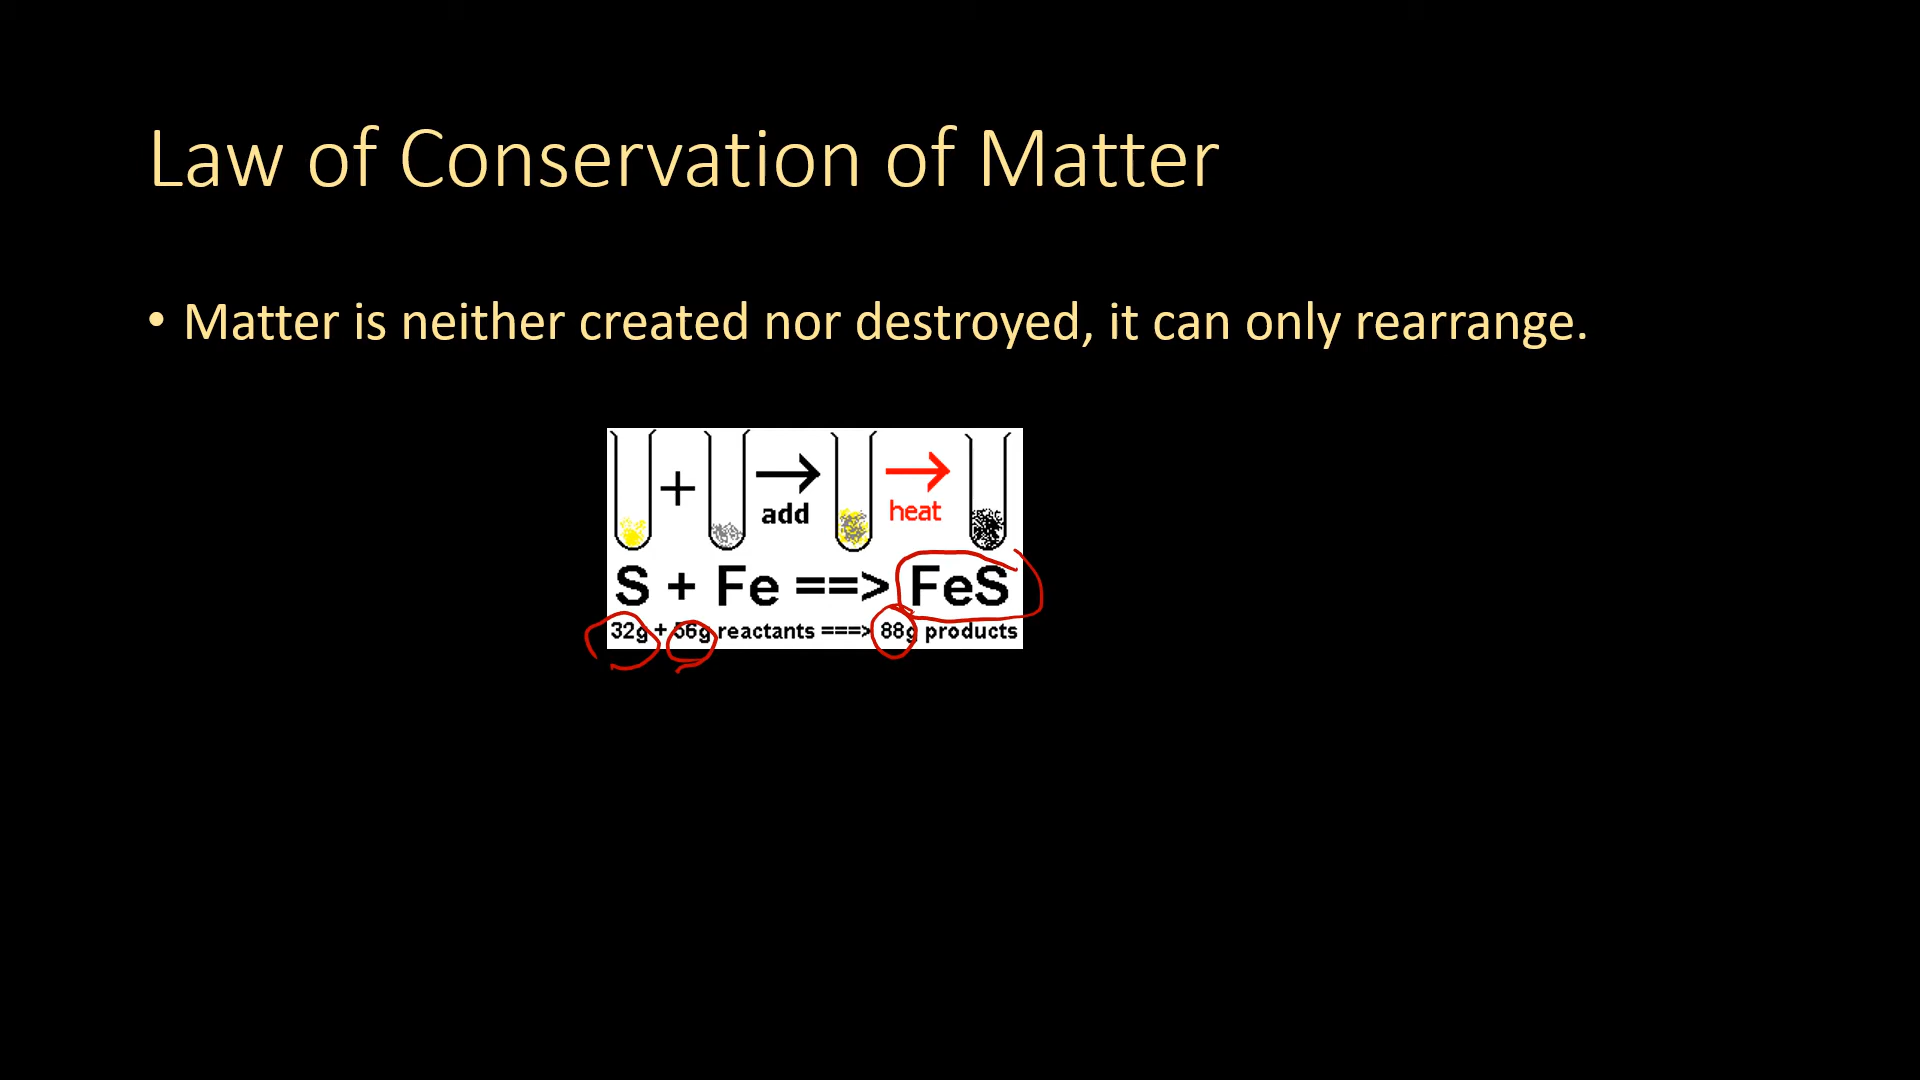 Law of Conservation of Matter
• Matter is neither created nor destroyed, it can only rearrange.
+ → add → heat
S + Fe ==> FeS
32g + 56g reactants ===> 88g products